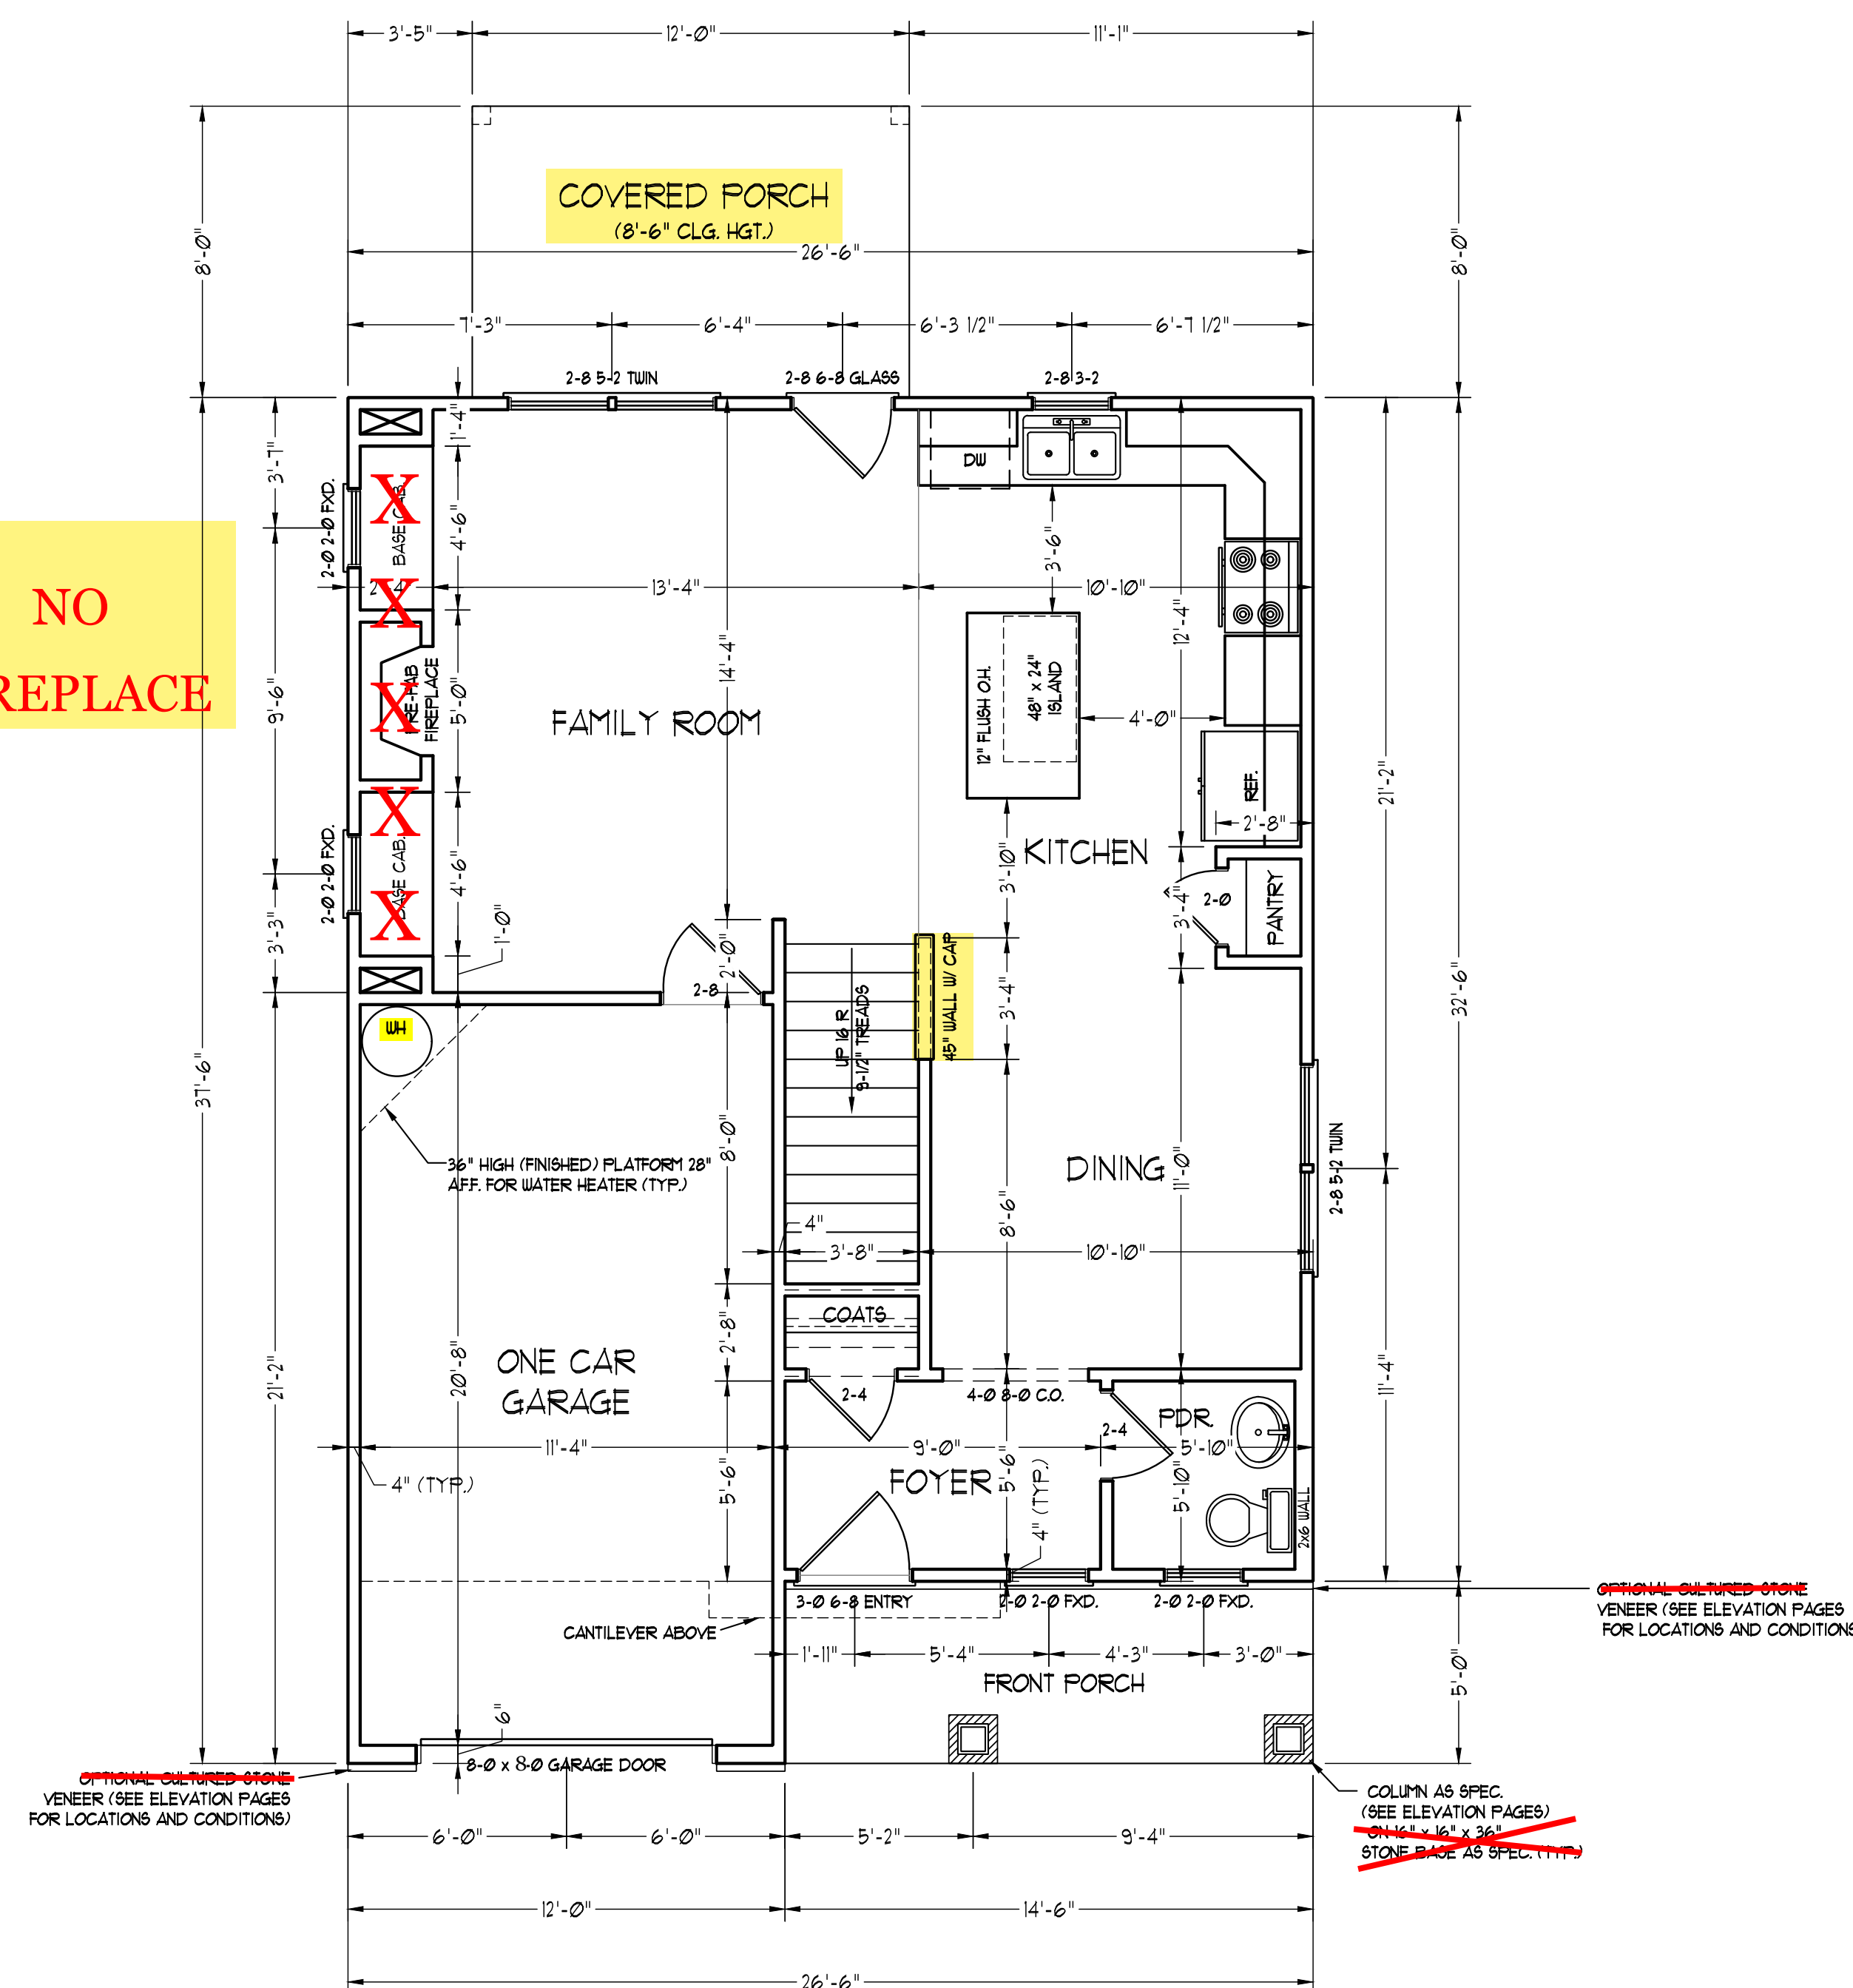 3'-5"
12'-0"
11'-1"
COVERED PORCH
(8'-6" CLG. HGT.)
26'-6"
8'-0"
8'-0"
7'-3"
6'-4"
6'-3 1/2"
6'-7 1/2"
2-8 5-2 TWIN
2-8 6-8 GLASS
2-8 3-2
1'-4"
3'-7"
2-0 2-0 FXD.
X
BASE CAB.
4'-6"
DW
3'-6"
NO
REPLACE
X
2'-4"
13'-4"
10'-10"
12'-4"
14'-4"
9'-6"
X
PRE-FAB
FIREPLACE
5'-0"
FAMILY ROOM
12" FLUSH O.H.
48" x 24"
ISLAND
4'-0"
REF.
2'-8"
21'-2"
X
2-0 2-0 FXD.
BASE CAB.
4'-6"
X
3'-3"
1'-0"
3'-10"
KITCHEN
3'-4"
2-0
PANTRY
2'-0"
2-8
WH
UP 16 R
9-1/2" TREADS
45" WALL W/ CAP
3'-4"
32'-6"
37'-6"
36" HIGH (FINISHED) PLATFORM 28"
A.F.F. FOR WATER HEATER (TYP.)
8'-0"
DINING
11'-0"
2-8 5-2 TWIN
8'-6"
4"
3'-8"
10'-10"
COATS
2'-8"
21'-2"
20'-8"
ONE CAR
GARAGE
11'-4"
2-4
4-0 8-0 C.O.
2-4
PDR.
11'-4"
9'-0"
5'-10"
4" (TYP.)
5'-6"
FOYER
5'-6"
4" (TYP.)
5'-10"
2x6 WALL
3-0 6-8 ENTRY
2-0 2-0 FXD.
2-0 2-0 FXD.
OPTIONAL CULTURED STONE
VENEER (SEE ELEVATION PAGES
FOR LOCATIONS AND CONDITIONS
CANTILEVER ABOVE
1'-11"
5'-4"
4'-3"
3'-0"
FRONT PORCH
5'-0"
6"
8-0 x 8-0 GARAGE DOOR
OPTIONAL CULTURED STONE
VENEER (SEE ELEVATION PAGES
FOR LOCATIONS AND CONDITIONS)
COLUMN AS SPEC.
(SEE ELEVATION PAGES)
ON 16" x 16" x 36"
STONE BASE AS SPEC. (TYP.)
6'-0"
6'-0"
5'-2"
9'-4"
12'-0"
14'-6"
26'-6"